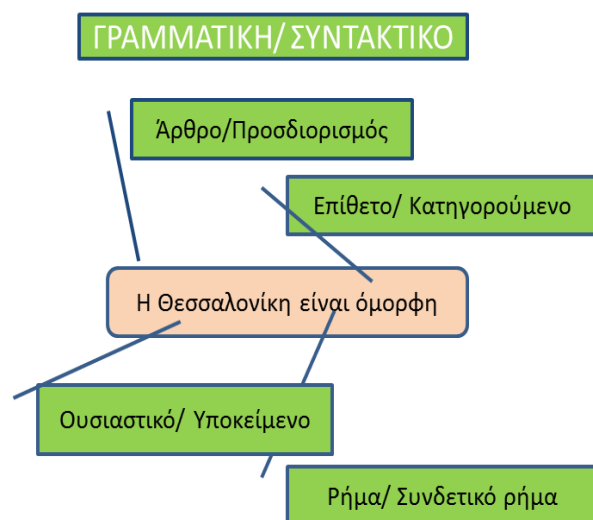 ΓΡΑΜΜΑΤΙΚΗ/ ΣΥΝΤΑΚΤΙΚΟ
Άρθρο/Προσδιορισμός
Επίθετο/ Κατηγορούμενο
Η Θεσσαλονίκη είναι όμορφη
Ουσιαστικό/ Υποκείμενο
Ρήμα/ Συνδετικό ρήμα